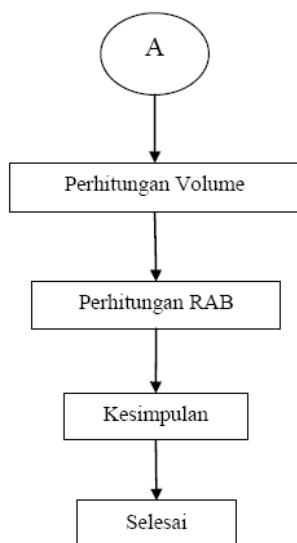 A
Perhitungan Volume
Perhitungan RAB
Kesimpulan
Selesai